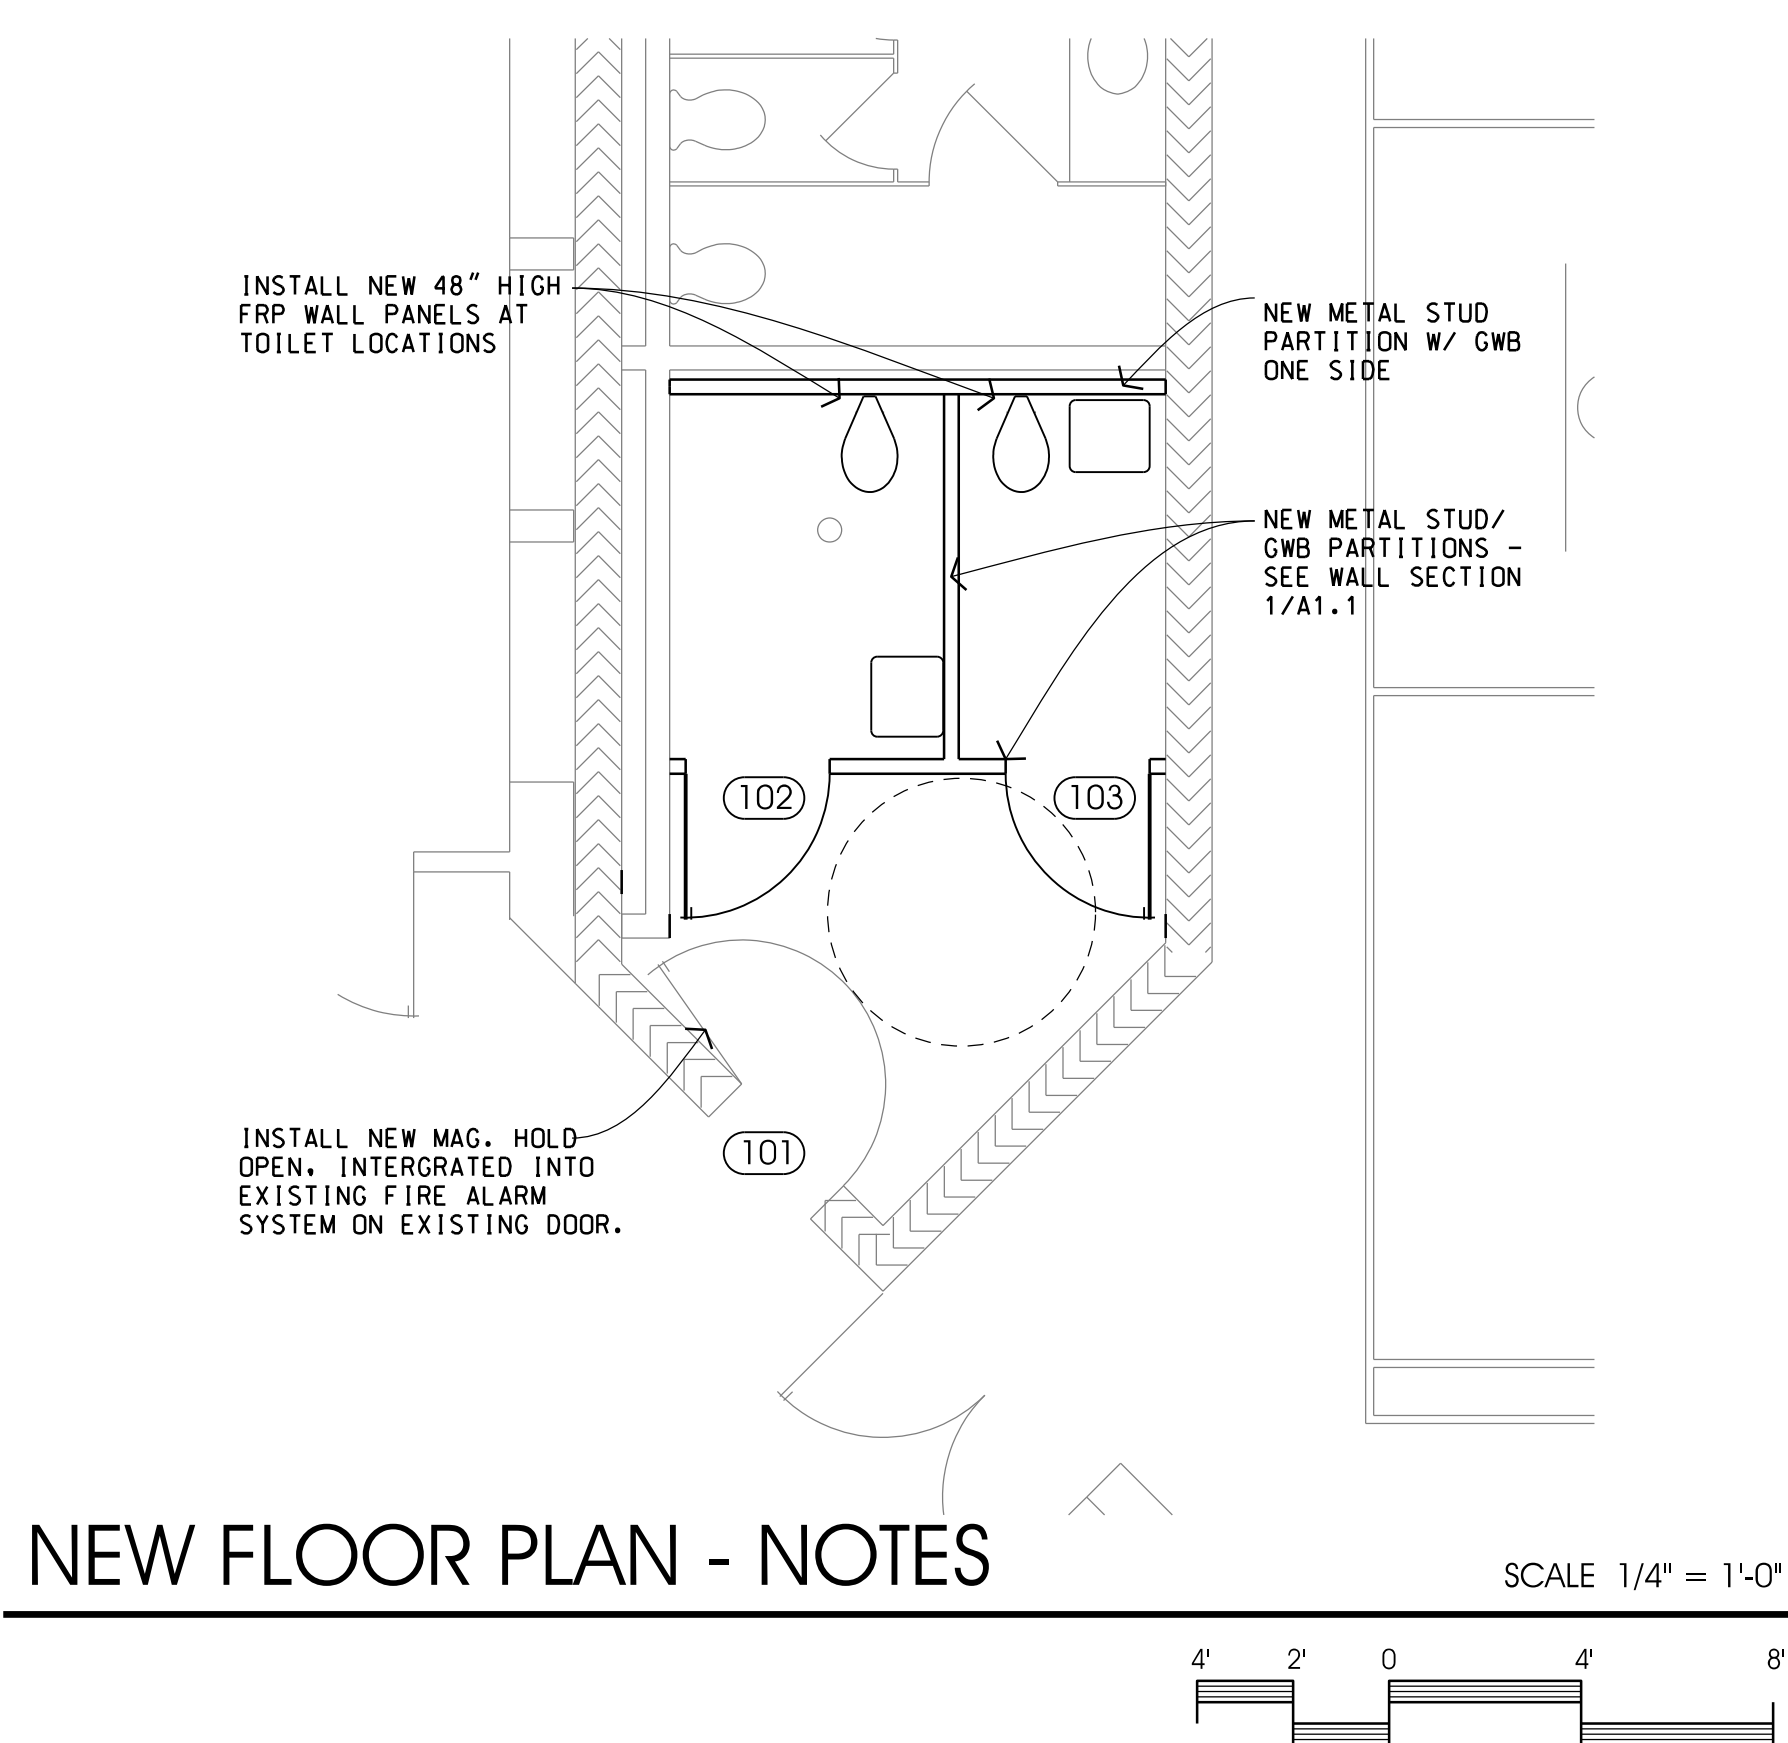 INSTALL NEW 48" HIGH
FRP WALL PANELS AT
TOILET LOCATIONS
NEW METAL STUD
PARTITION W/ GWB
ONE SIDE
NEW METAL STUD/
GWB PARTITIONS -
SEE WALL SECTION
1/A1.1
102
103
INSTALL NEW MAG. HOLD
OPEN, INTERGRATED INTO
EXISTING FIRE ALARM
SYSTEM ON EXISTING DOOR.
101
NEW FLOOR PLAN - NOTES
SCALE 1/4" = 1'-0"
4' 2' 0 4' 8'